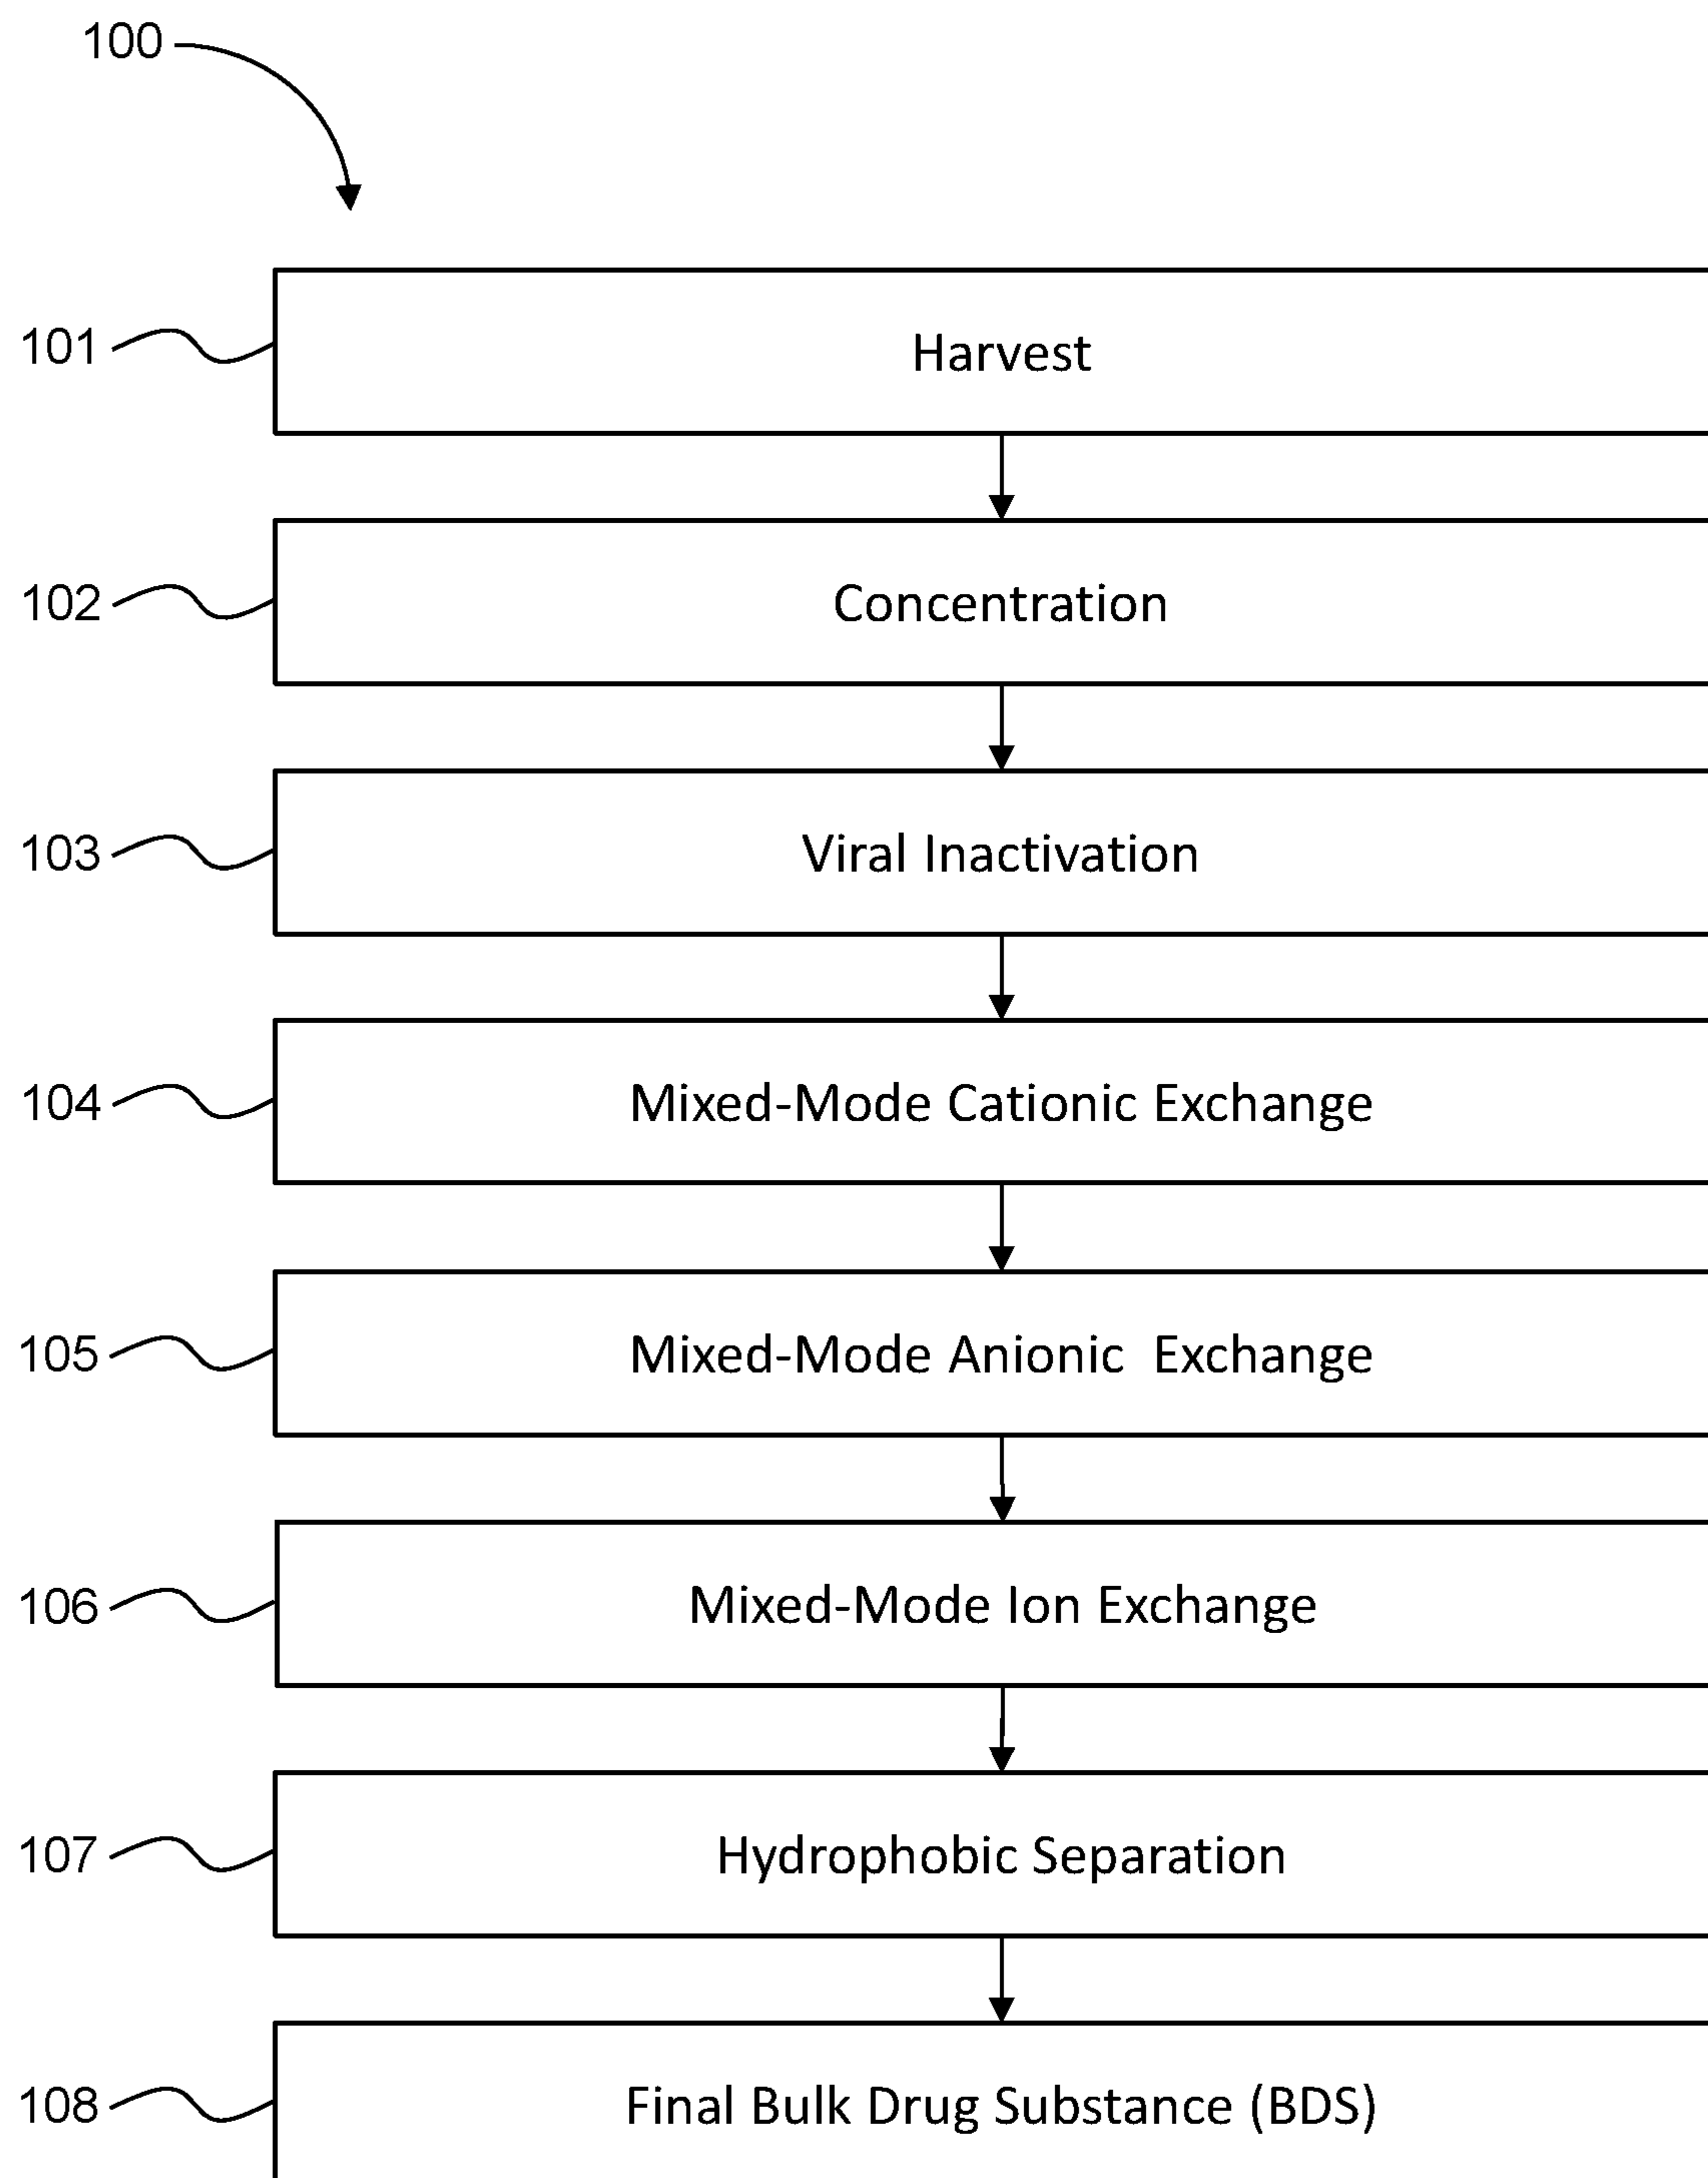 100
101 Harvest
102 Concentration
103 Viral Inactivation
104 Mixed-Mode Cationic Exchange
105 Mixed-Mode Anionic  Exchange
106 Mixed-Mode Ion Exchange
107 Hydrophobic Separation
108 Final Bulk Drug Substance (BDS)